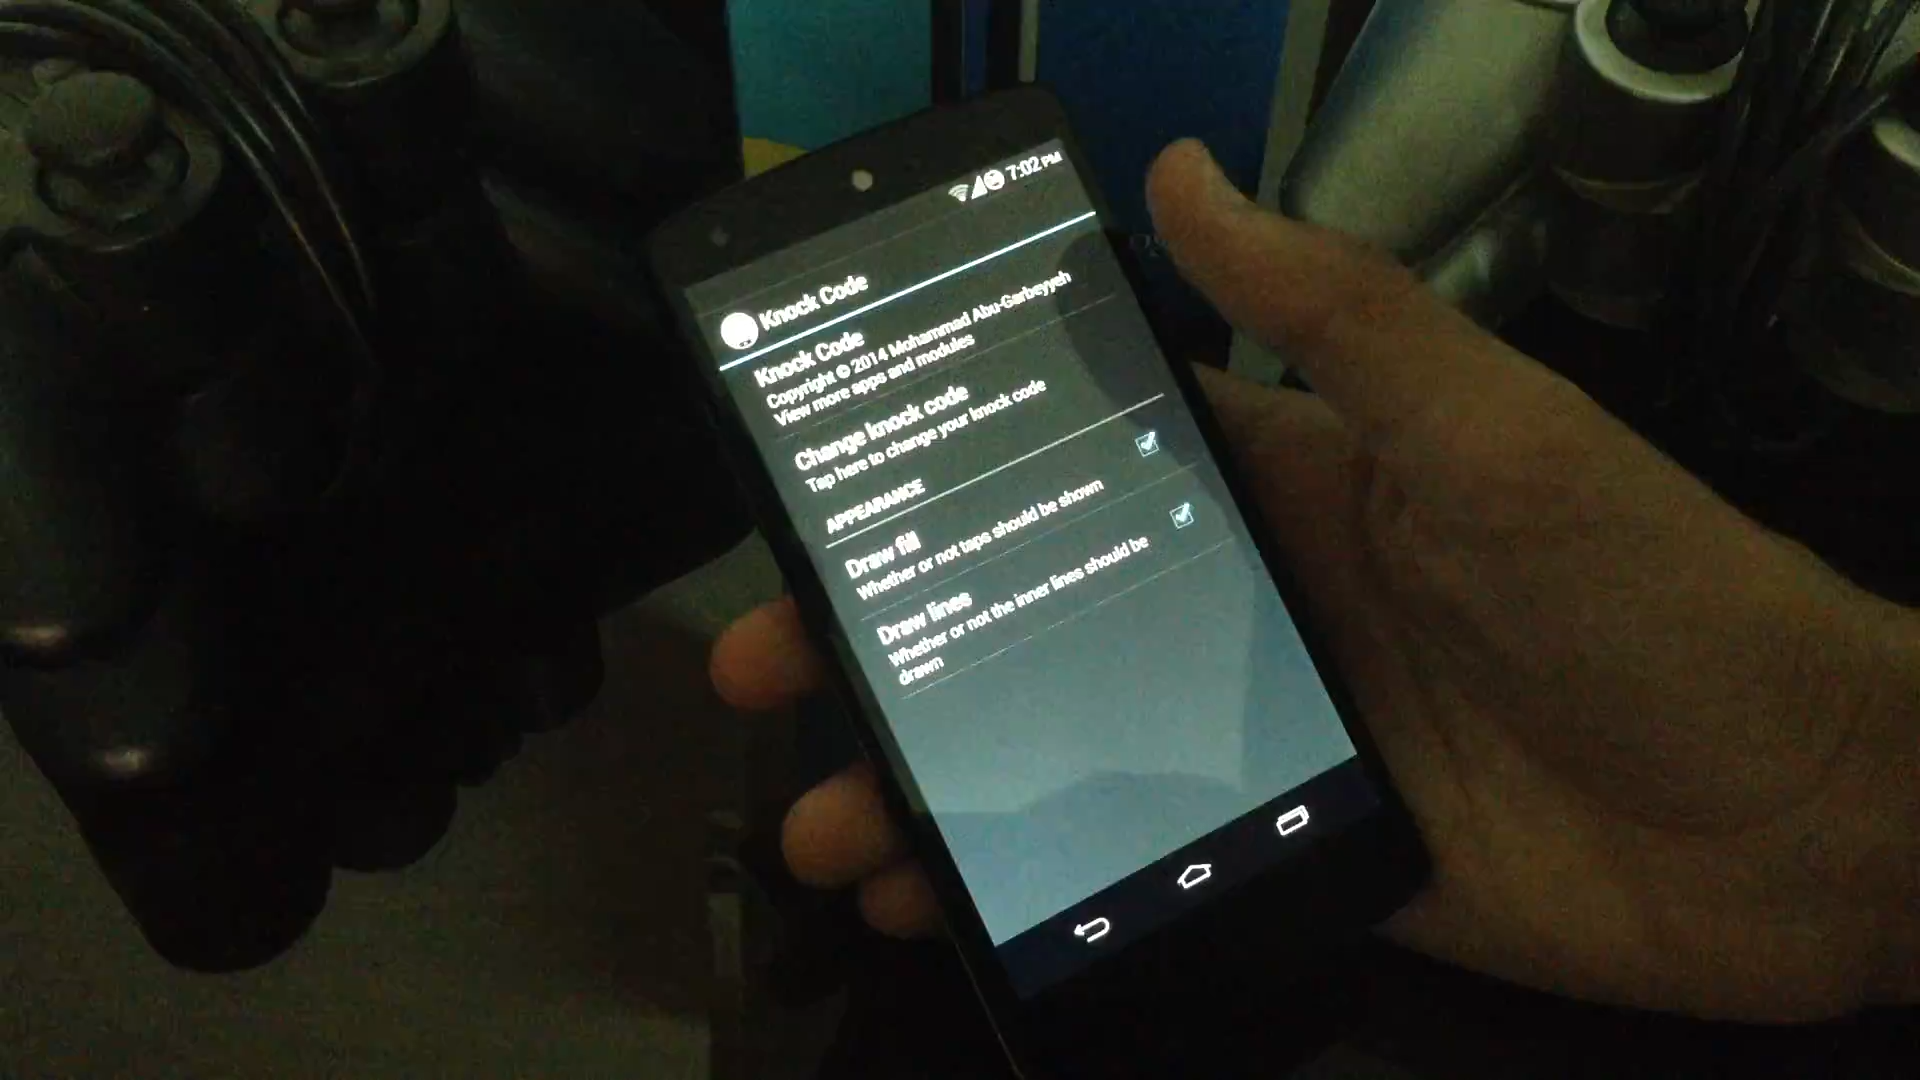 7:02 PM
Knock Code
Knock Code
Copyright © 2014 Mohammad Abu-Garbeyyeh
View more apps and modules
Change knock code
Tap here to change your knock code
APPEARANCE
Draw fill
Whether or not taps should be shown
Draw lines
Whether or not the inner lines should be
drawn